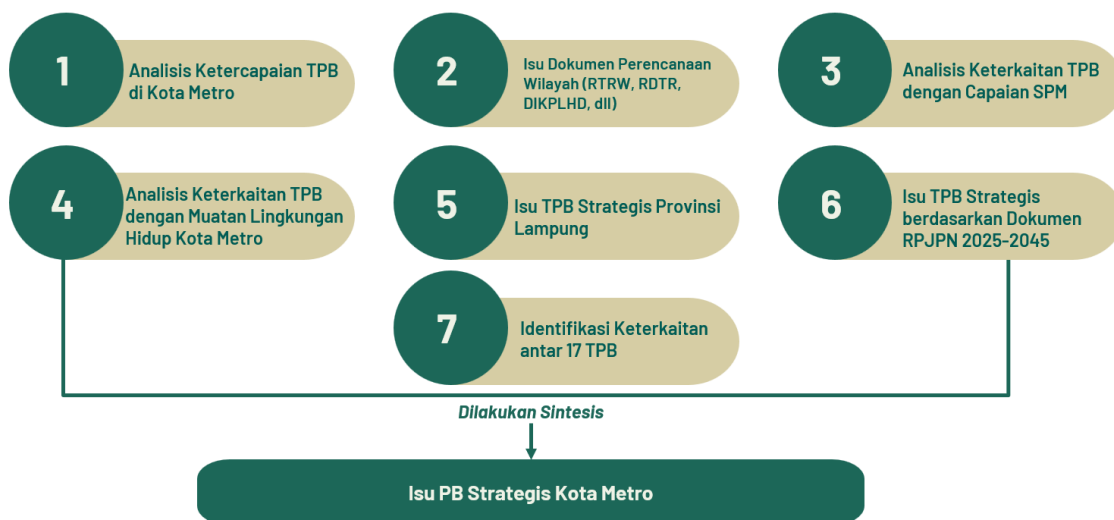 1
Analisis Ketercapaian TPB
di Kota Metro
2
Isu Dokumen Perencanaan
Wilayah (RTRW, RDTR,
DIKPLHD, dll)
3
Analisis Keterkaitan TPB
dengan Capaian SPM
4
Analisis Keterkaitan TPB
dengan Muatan Lingkungan
Hidup Kota Metro
5
Isu TPB Strategis Provinsi
Lampung
6
Isu TPB Strategis
berdasarkan Dokumen
RPJPN 2025-2045
7
Identifikasi Keterkaitan
antar 17 TPB
Dilakukan Sintesis
Isu PB Strategis Kota Metro